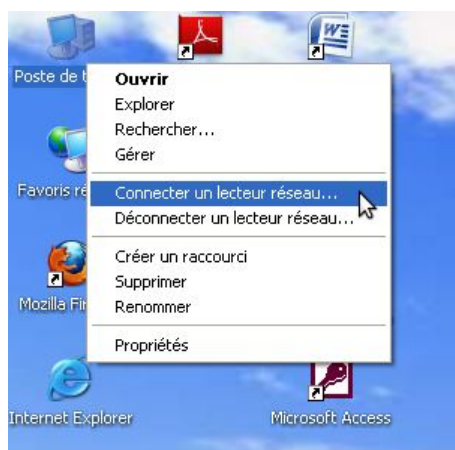 Poste de t
Ouvrir
Explorer
Rechercher...
Gérer
Favoris ré
Connecter un lecteur réseau...
Déconnecter un lecteur réseau...
Créer un raccourci
Supprimer
Renommer
Mozilla Fir
Propriétés
Internet Explorer
Microsoft Access